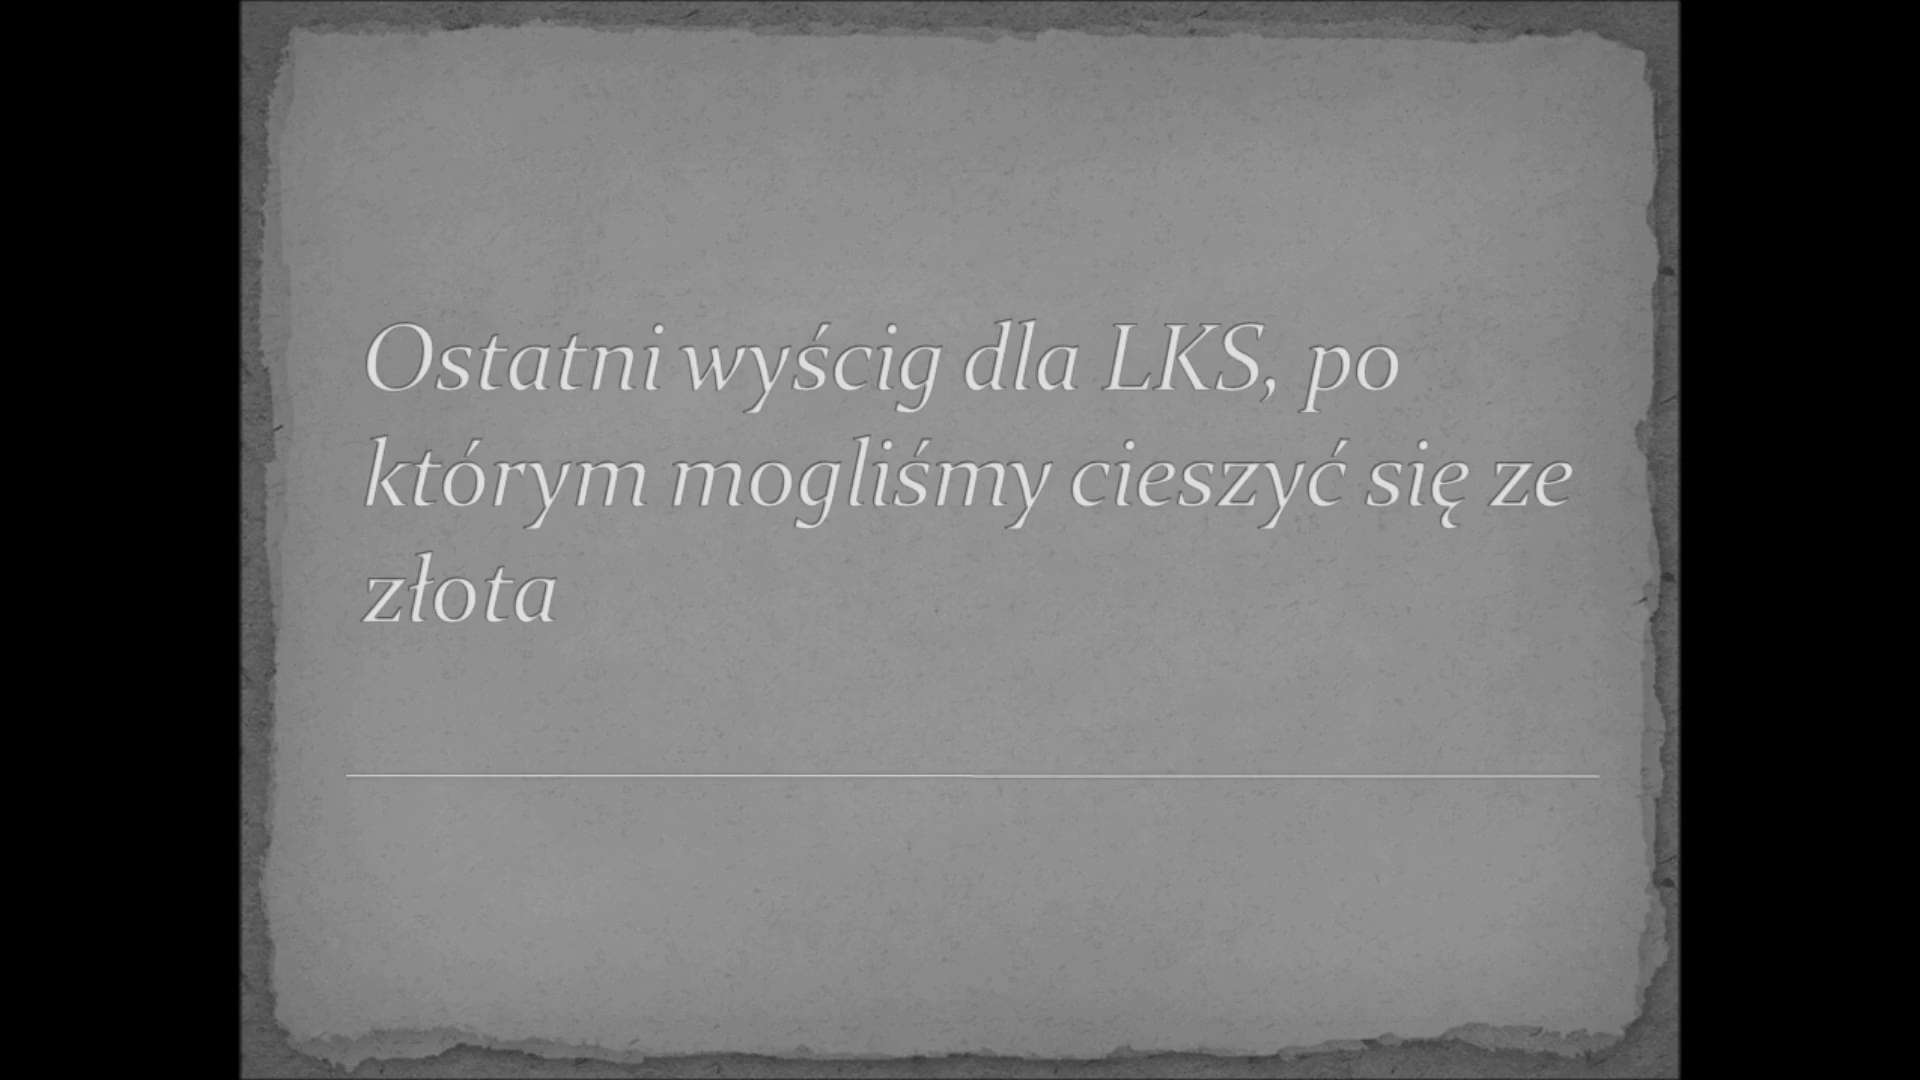 Ostatni wyścig dla LKS, po
którym mogliśmy cieszyć się ze
złota